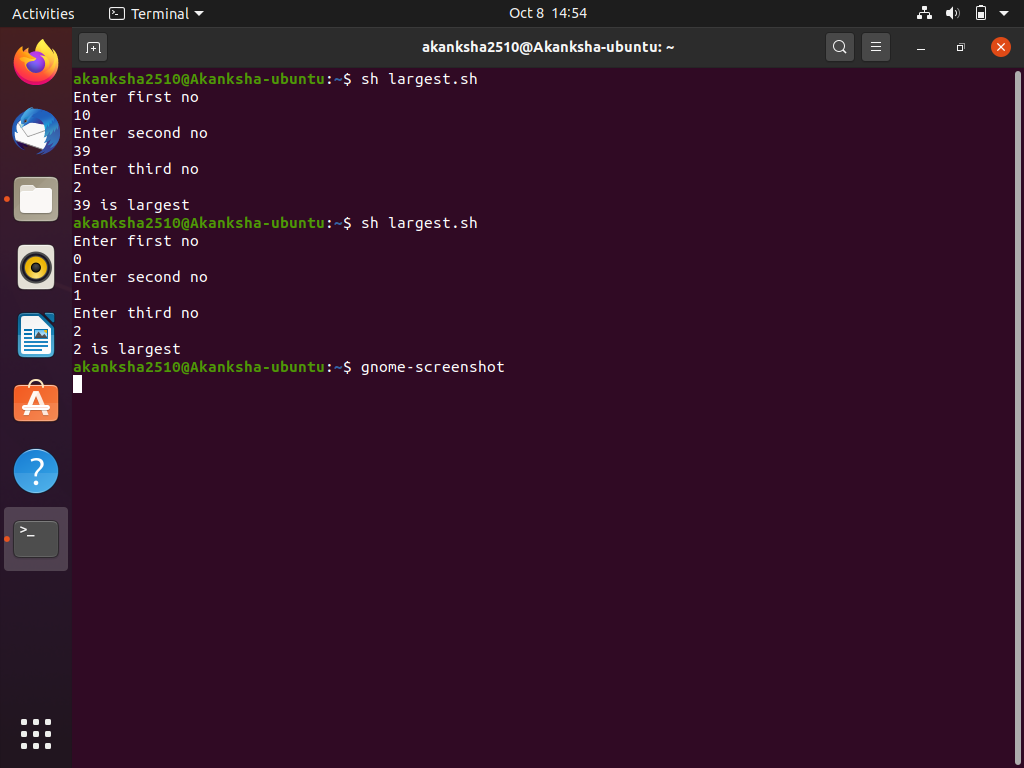 Activities
Terminal
Oct 8 14:54
akanksha2510@Akanksha-ubuntu: ~
akanksha2510@Akanksha-ubuntu:~$ sh largest.sh
Enter first no
10
Enter second no
39
Enter third no
2
39 is largest
akanksha2510@Akanksha-ubuntu:~$ sh largest.sh
Enter first no
0
Enter second no
1
Enter third no
2
2 is largest
akanksha2510@Akanksha-ubuntu:~$ gnome-screenshot